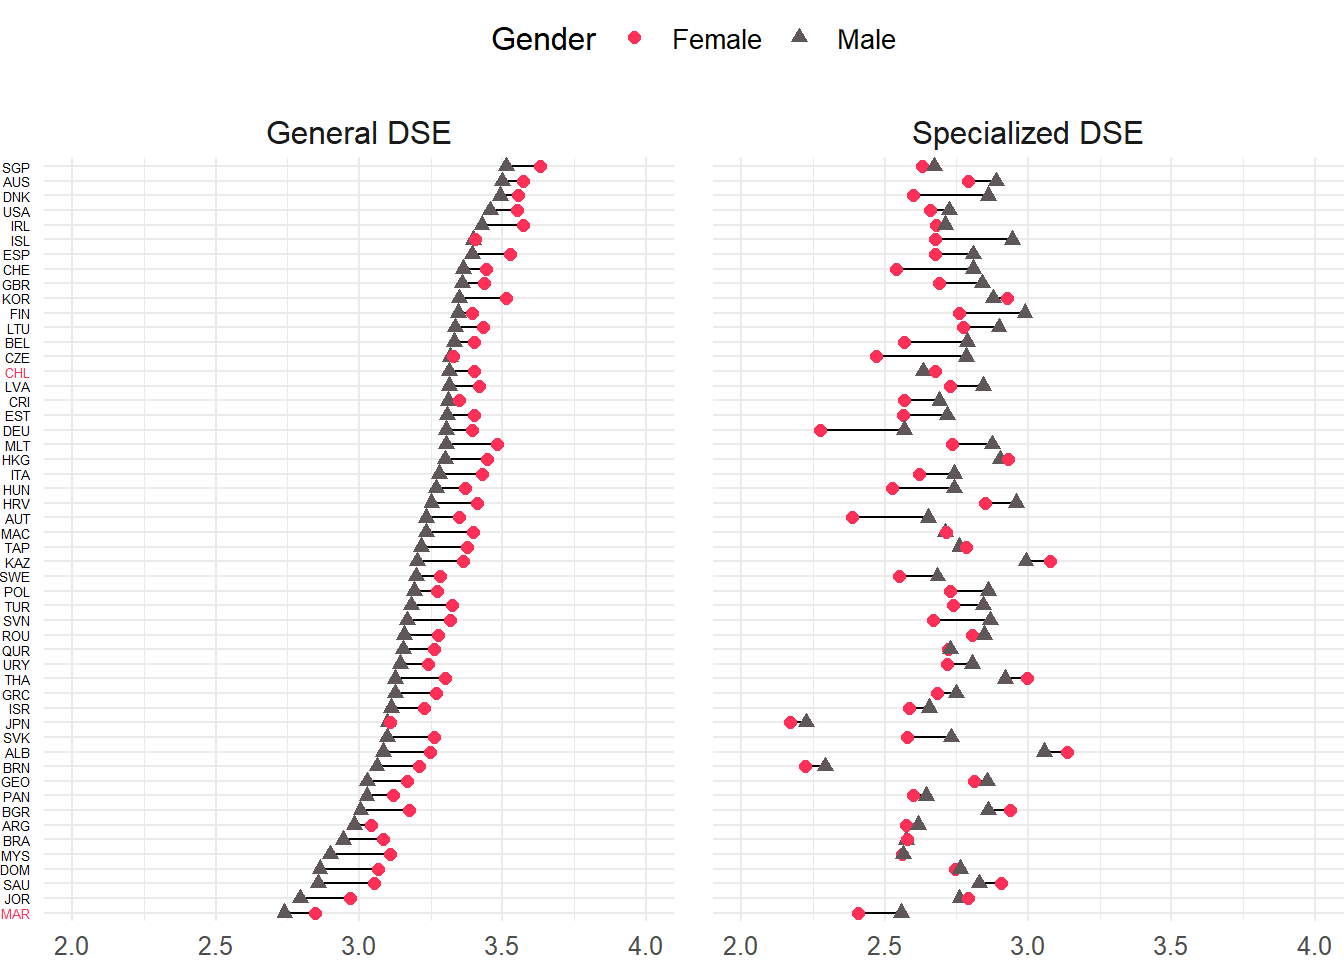 Gender Female Male
General DSE Specialized DSE
SGP
AUS
DNK
USA
IRL
ISL
ESP
CHE
GBR
KOR
FIN
LTU
BEL
CZE
CHL
LVA
CRI
EST
DEU
MLT
HKG
ITA
HUN
HRV
AUT
MAC
TAP
KAZ
SWE
POL
TUR
SVN
ROU
QUR
URY
THA
GRC
ISR
JPN
SVK
ALB
BRN
GEO
PAN
BGR
ARG
BRA
MYS
DOM
SAU
JOR
MAR
2.0 2.5 3.0 3.5 4.0 2.0 2.5 3.0 3.5 4.0